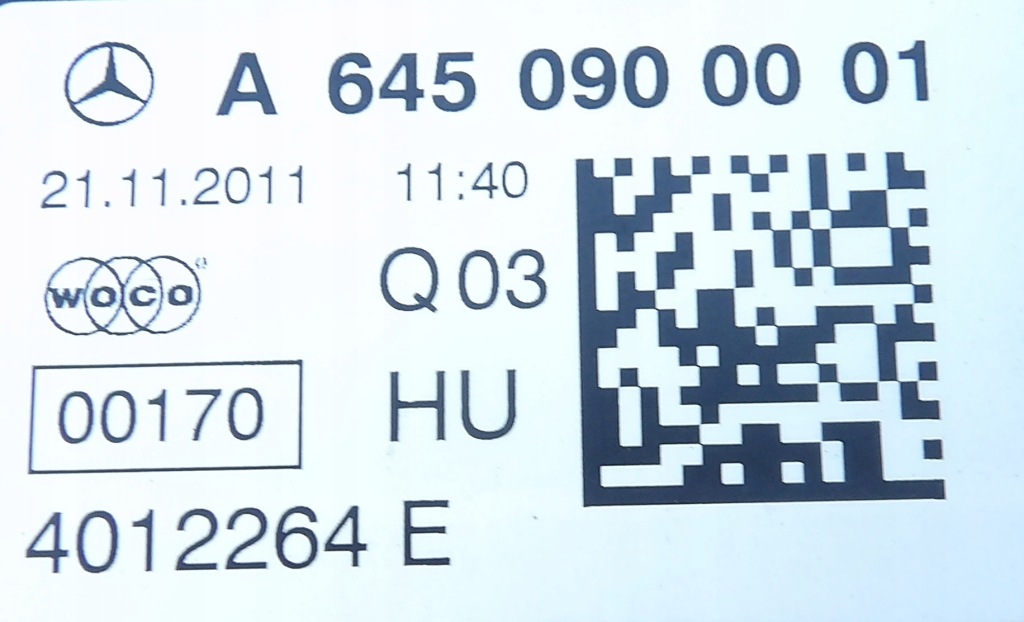 A 645 090 00 01
21.11.2011 11:40
woco Q 03
00170 HU
4012264 E